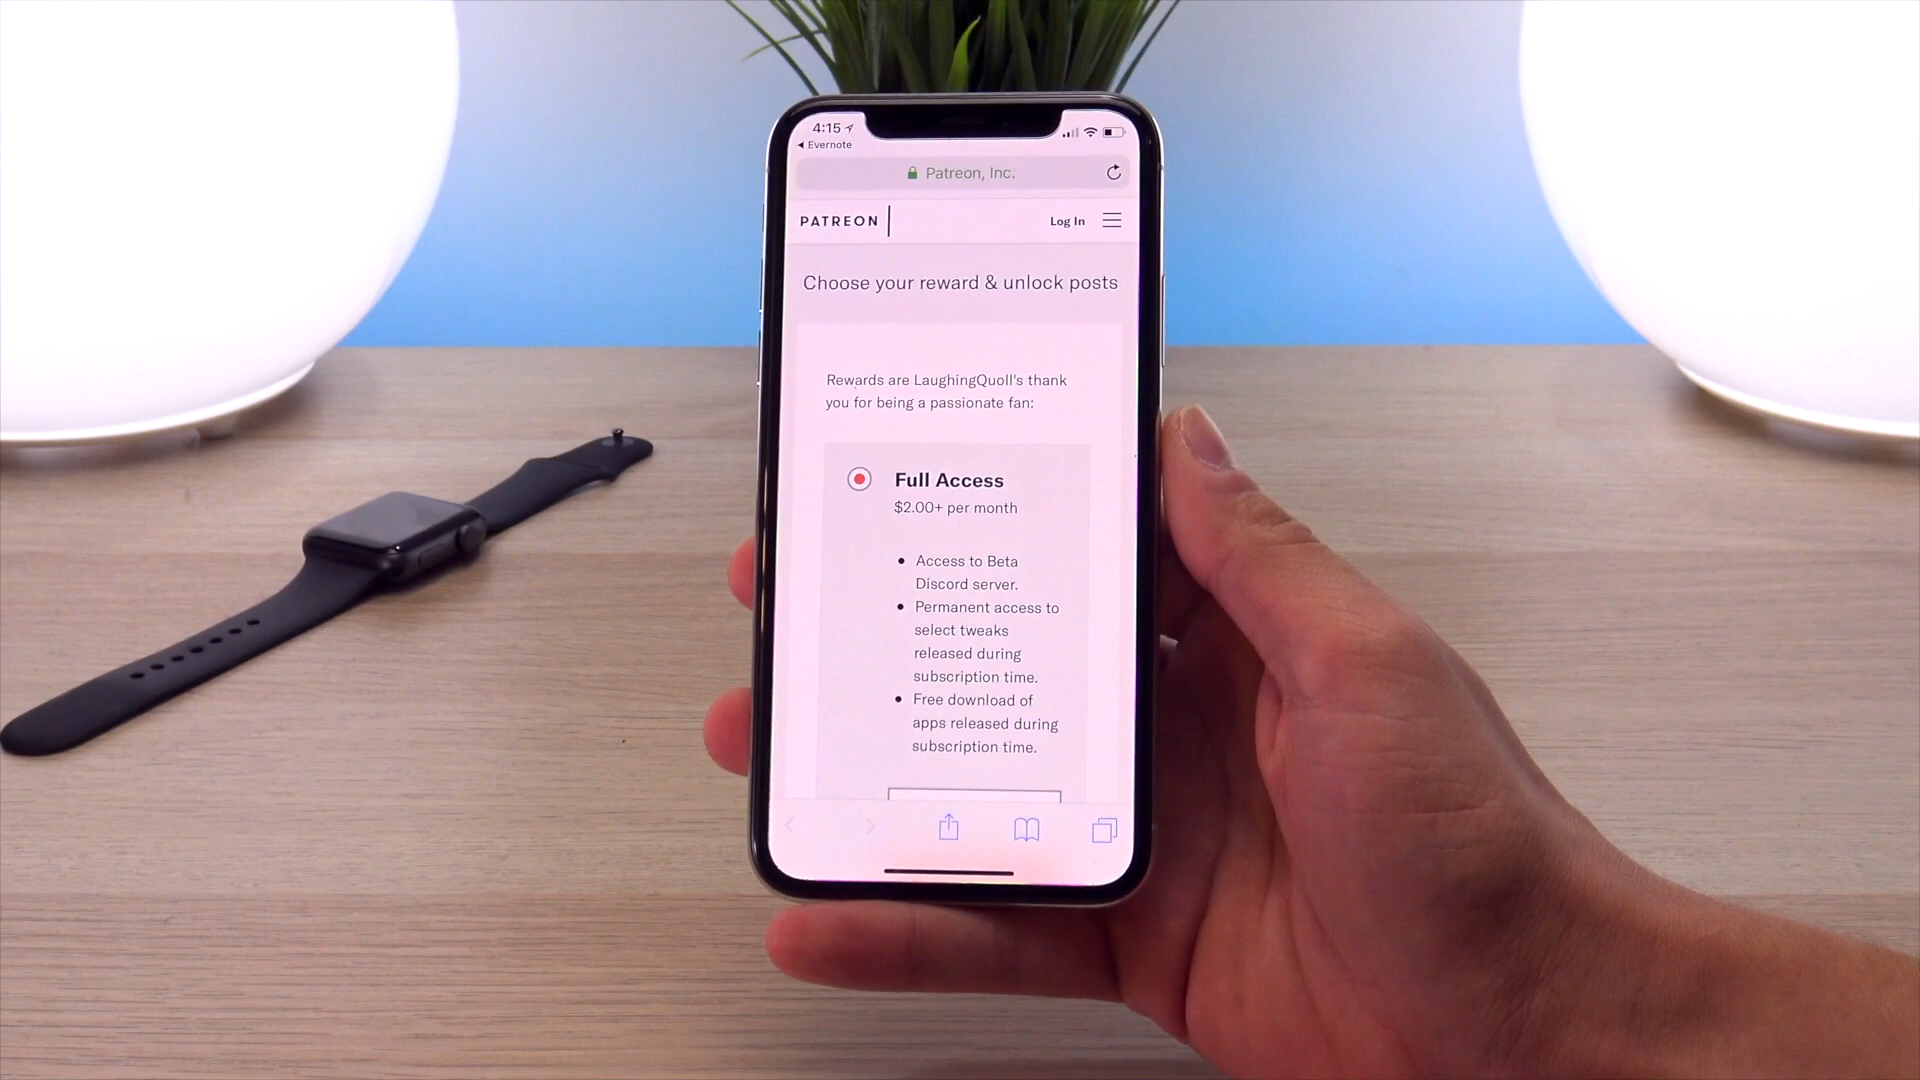 4:15
Evernote
Patreon, Inc.
PATREON
Log In
Choose your reward & unlock posts
Rewards are LaughingQuoll's thank
you for being a passionate fan:
Full Access
$2.00+ per month
• Access to Beta
Discord server.
• Permanent access to
select tweaks
released during
subscription time.
• Free download of
apps released during
subscription time.